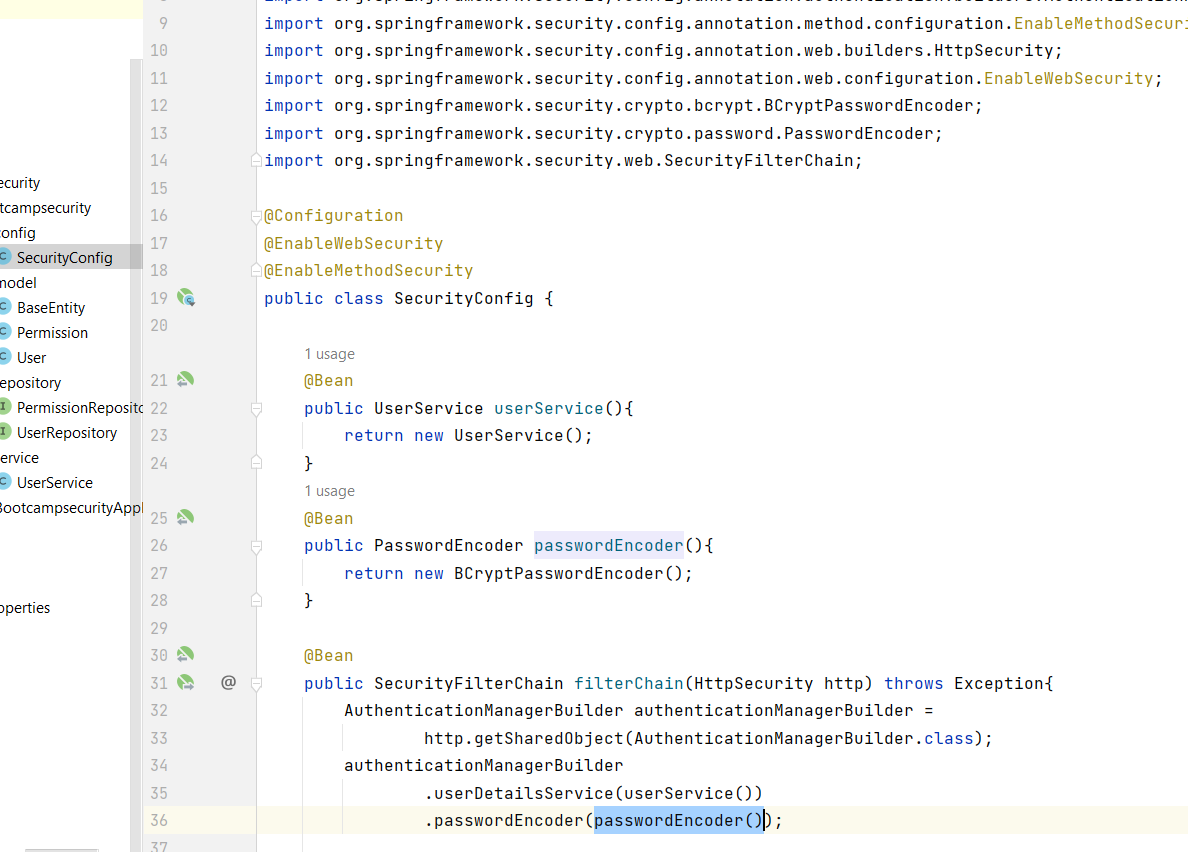 9 import org.springframework.security.config.annotation.method.configuration.EnableMethodSecuri
10 import org.springframework.security.config.annotation.web.builders.HttpSecurity;
11 import org.springframework.security.config.annotation.web.configuration.EnableWebSecurity;
12 import org.springframework.security.crypto.bcrypt.BCryptPasswordEncoder;
13 import org.springframework.security.crypto.password.PasswordEncoder;
14 import org.springframework.security.web.SecurityFilterChain;
15
16 @Configuration
17 @EnableWebSecurity
18 @EnableMethodSecurity
19 public class SecurityConfig {
20
1 usage
21 @Bean
22 public UserService userService(){
23 return new UserService();
24 }
1 usage
25 @Bean
26 public PasswordEncoder passwordEncoder(){
27 return new BCryptPasswordEncoder();
28 }
29
30 @Bean
31 @ public SecurityFilterChain filterChain(HttpSecurity http) throws Exception{
32 AuthenticationManagerBuilder authenticationManagerBuilder =
33 http.getSharedObject(AuthenticationManagerBuilder.class);
34 authenticationManagerBuilder
35 .userDetailsService(userService())
36 .passwordEncoder(passwordEncoder());
37
ecurity
tcampsecurity
onfig
SecurityConfig
model
BaseEntity
Permission
User
epository
PermissionReposito
UserRepository
ervice
UserService
BootcampsecurityAppl
operties